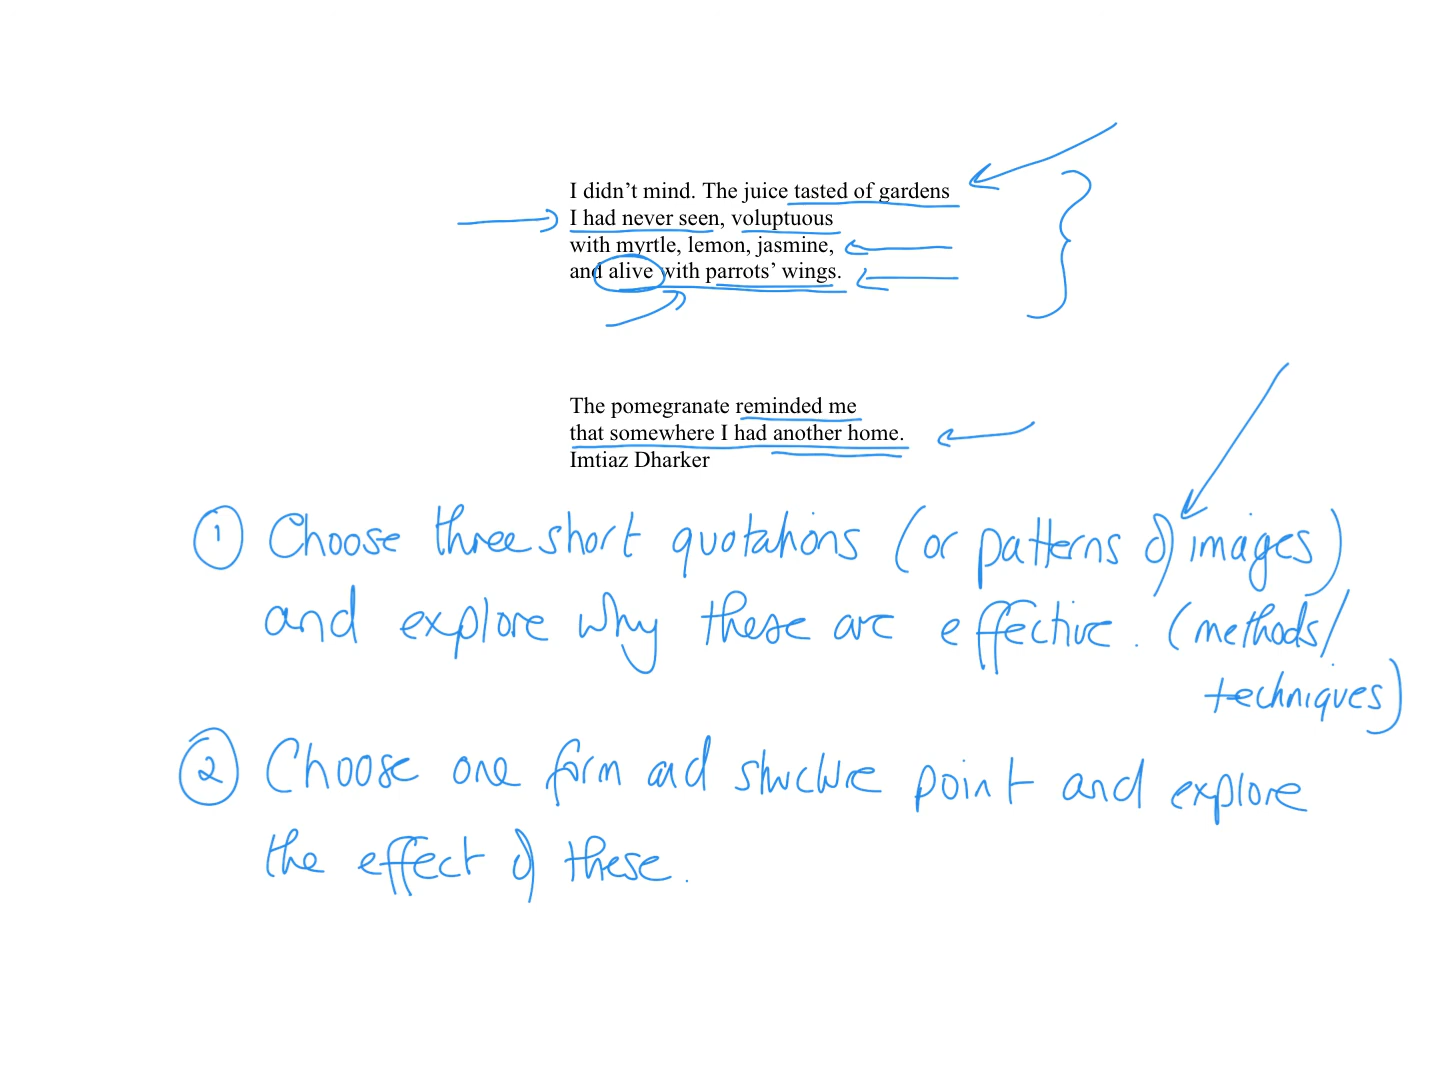 I didn’t mind. The juice tasted of gardens
I had never seen, voluptuous
with myrtle, lemon, jasmine,
and alive with parrots’ wings.
The pomegranate reminded me
that somewhere I had another home.
Imtiaz Dharker
① Choose three short quotations (or patterns of images)
and explore why these are effective. (methods/
techniques)
② Choose one form and structure point and explore
the effect of these.